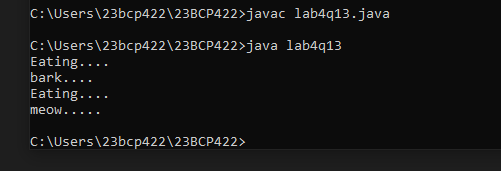 C:\Users\23bcp422\23BCP422>javac lab4q13.java
C:\Users\23bcp422\23BCP422>java lab4q13
Eating....
bark....
Eating....
meow.....
C:\Users\23bcp422\23BCP422>